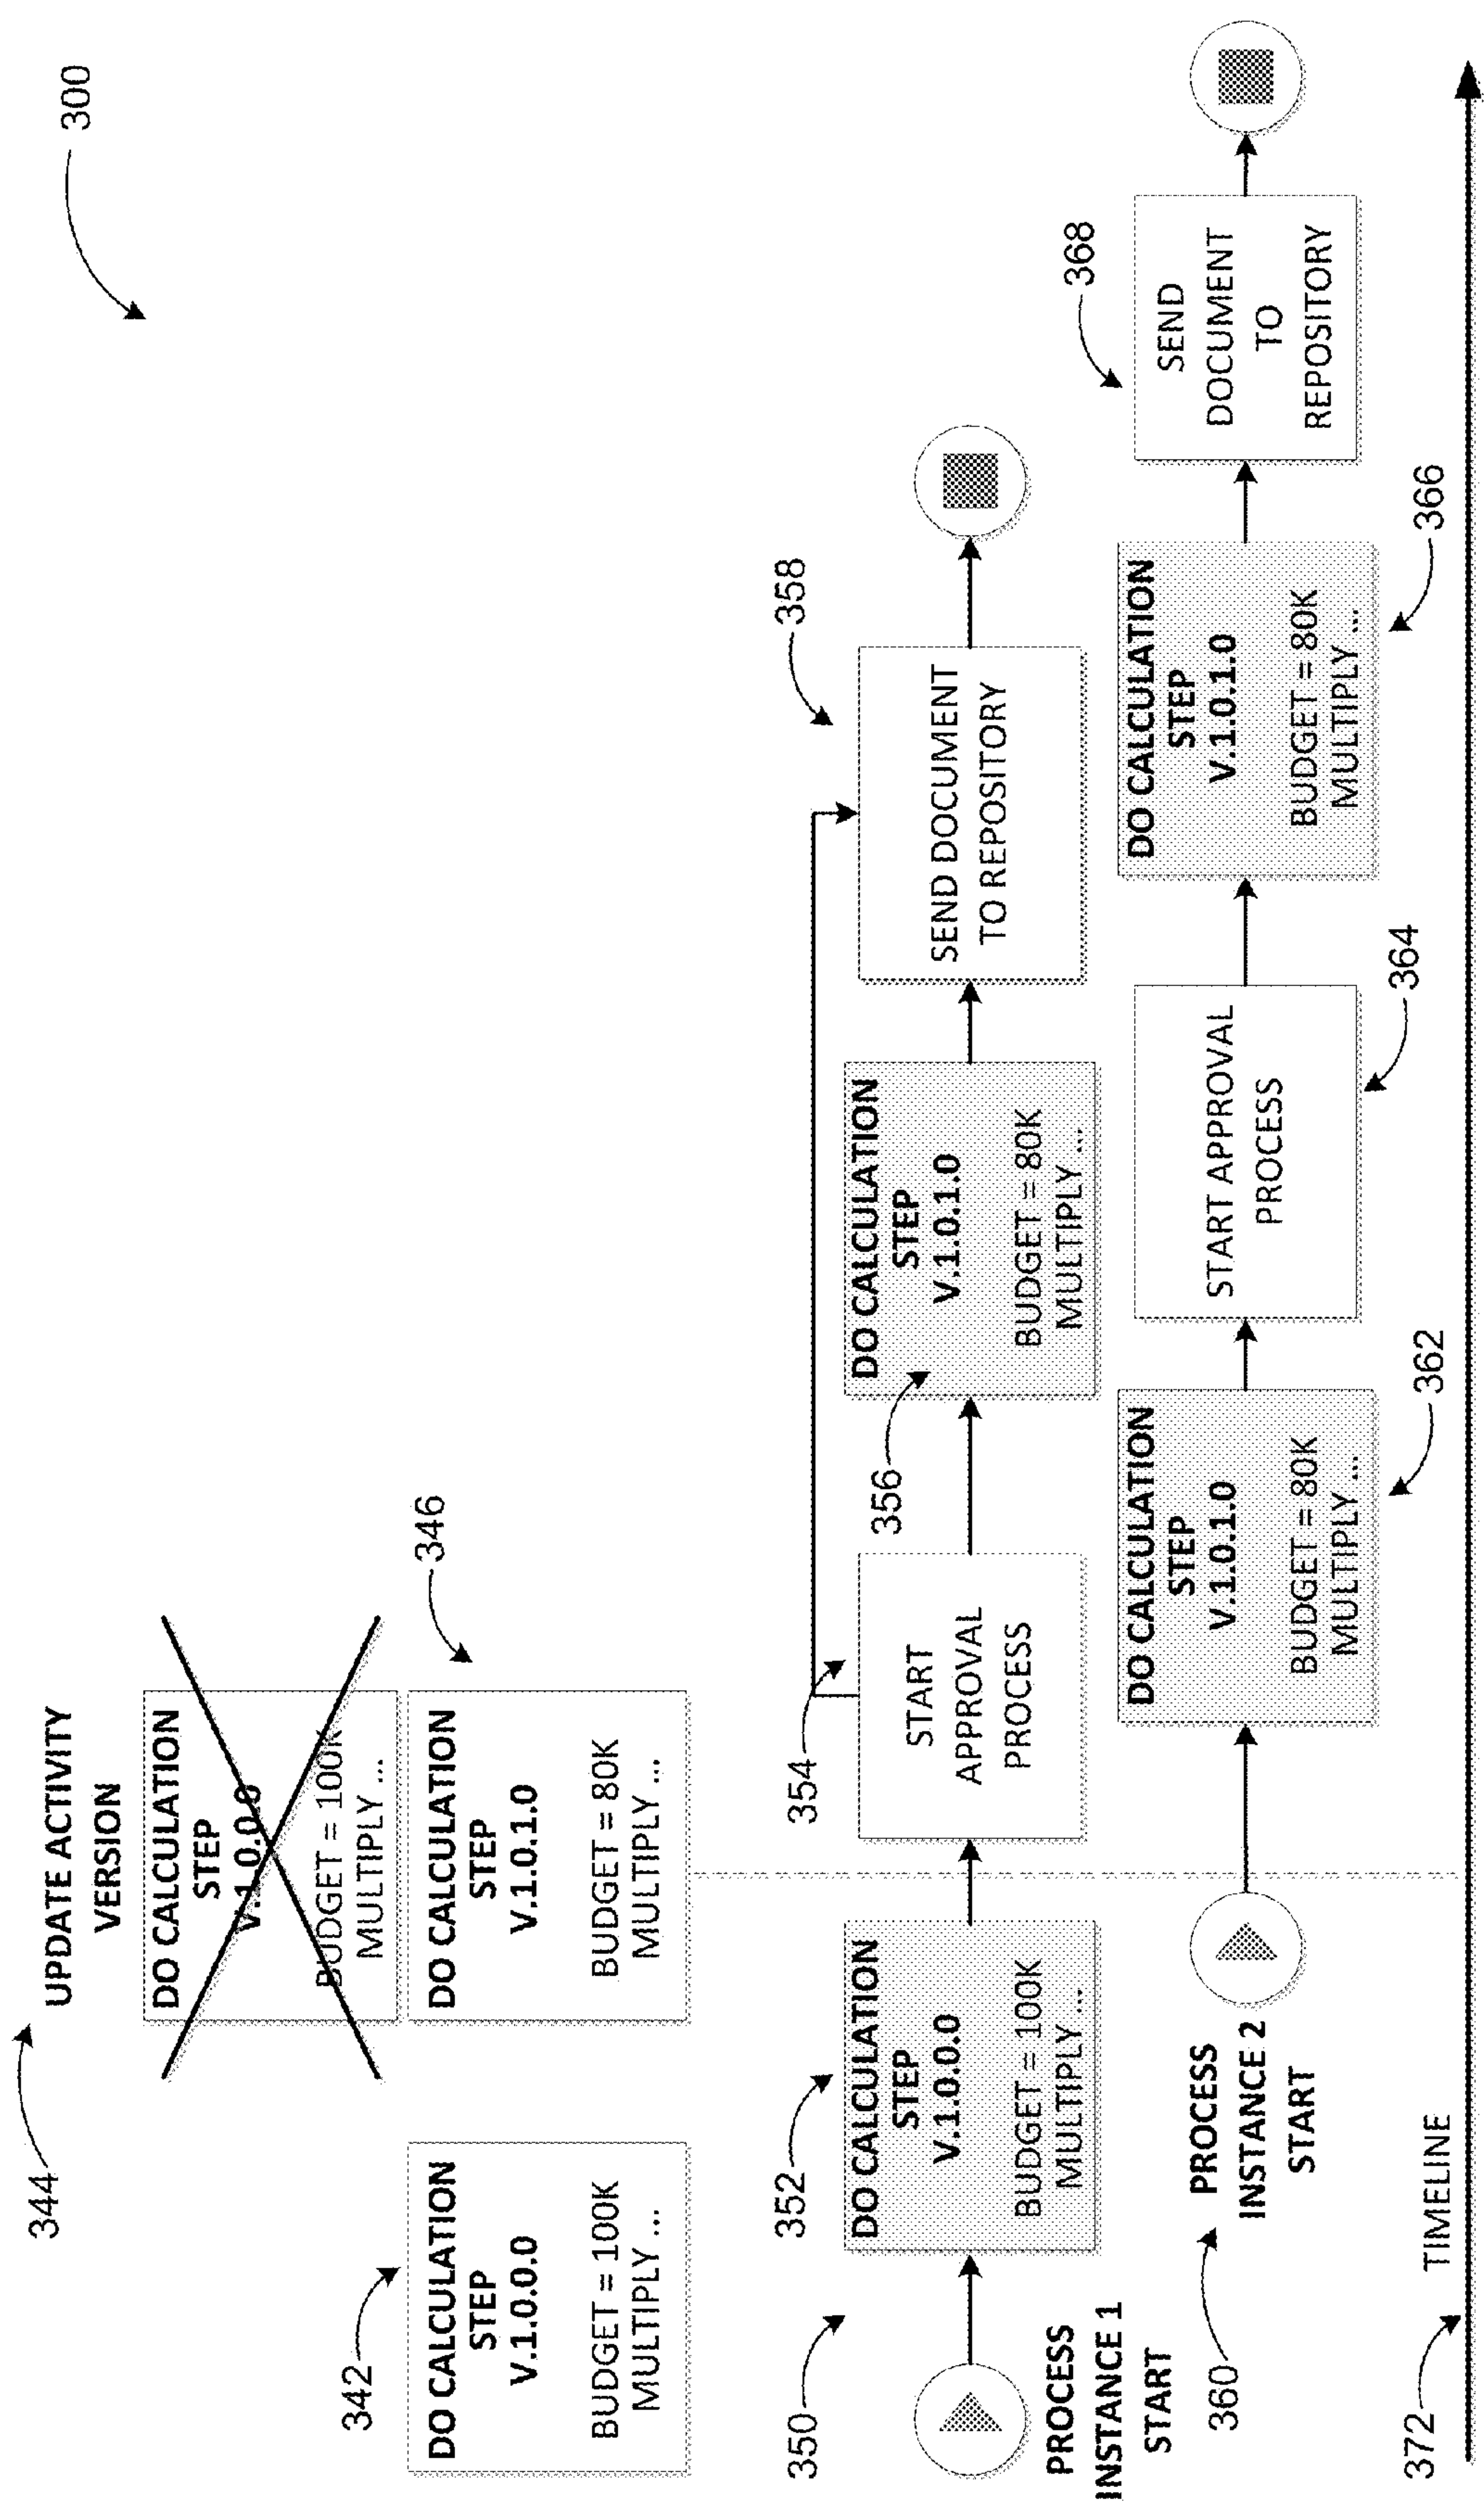 300
344
UPDATE ACTIVITY
VERSION
DO CALCULATION
STEP
V.1.0.0.0
BUDGET = 100K
MULTIPLY ...
342
DO CALCULATION
STEP
V.1.0.0.0
BUDGET = 100K
MULTIPLY ...
346
DO CALCULATION
STEP
V.1.0.1.0
BUDGET = 80K
MULTIPLY ...
350
PROCESS
INSTANCE 1
START
352
DO CALCULATION
STEP
V.1.0.0.0
BUDGET = 100K
MULTIPLY ...
354
START
APPROVAL
PROCESS
356
DO CALCULATION
STEP
V.1.0.1.0
BUDGET = 80K
MULTIPLY ...
358
SEND DOCUMENT
TO REPOSITORY
360
PROCESS
INSTANCE 2
START
DO CALCULATION
STEP
V.1.0.1.0
BUDGET = 80K
MULTIPLY ...
362
START APPROVAL
PROCESS
364
DO CALCULATION
STEP
V.1.0.1.0
BUDGET = 80K
MULTIPLY ...
366
368
SEND
DOCUMENT
TO
REPOSITORY
372
TIMELINE